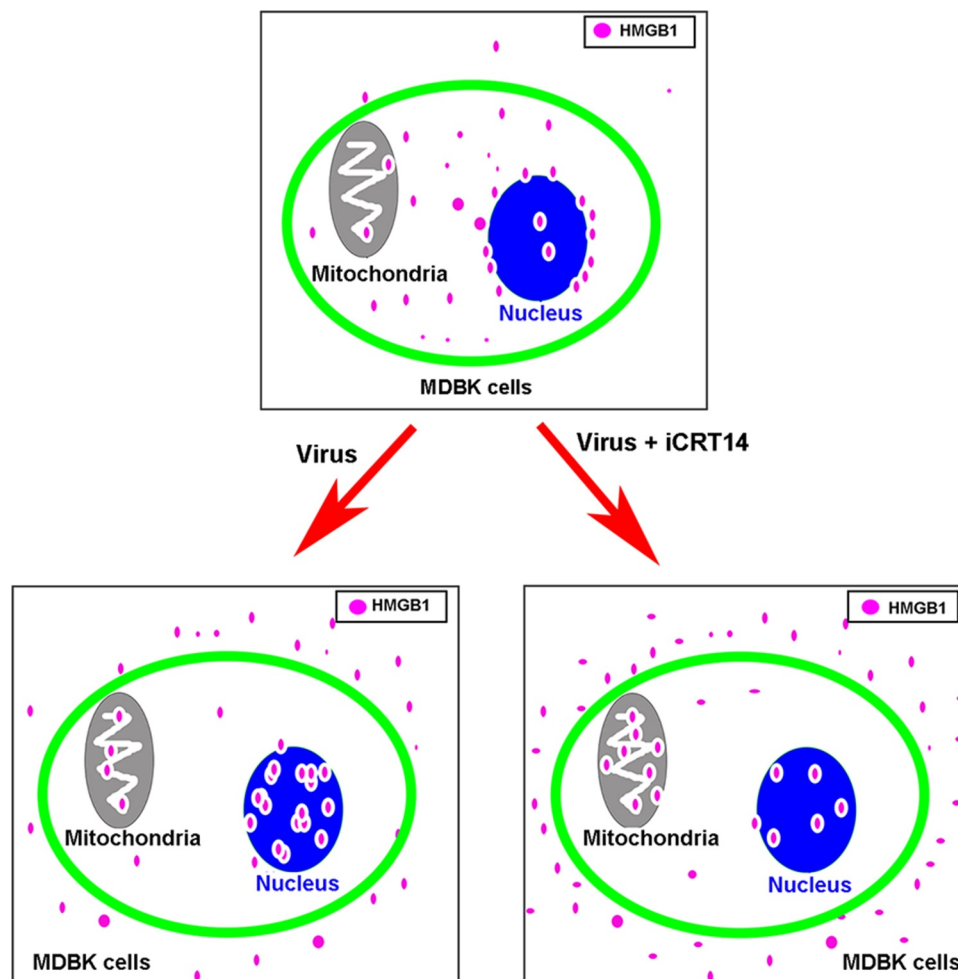 HMGB1
Mitochondria
Nucleus
MDBK cells
Virus
Virus + iCRT14
HMGB1
Mitochondria
Nucleus
MDBK cells
HMGB1
Mitochondria
Nucleus
MDBK cells